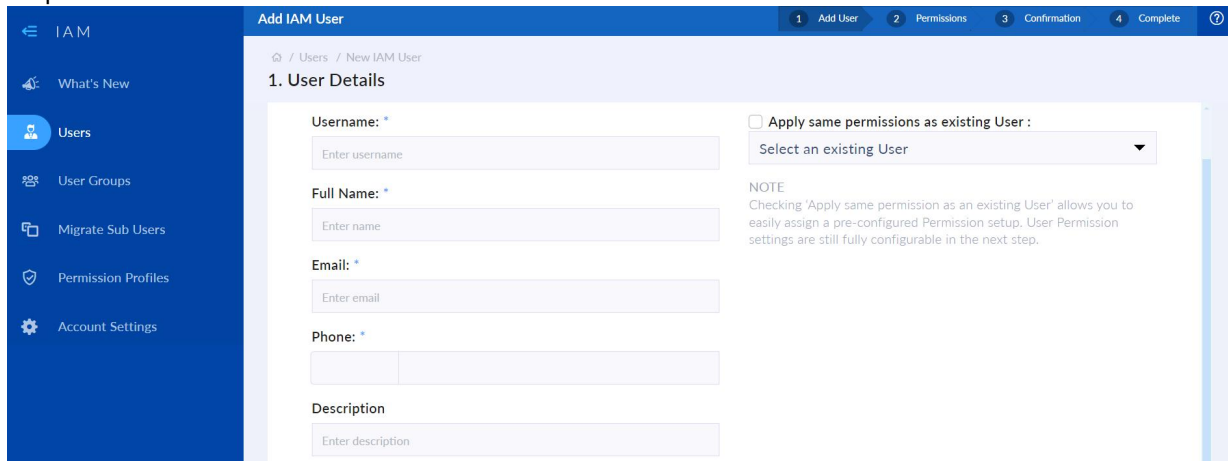 IAM
What's New
Users
User Groups
Migrate Sub Users
Permission Profiles
Account Settings
Add IAM User
1 Add User 2 Permissions 3 Confirmation 4 Complete ?
/ Users / New IAM User
1. User Details
Username: *
Enter username
Full Name: *
Enter name
Email: *
Enter email
Phone: *
Description
Enter description
Apply same permissions as existing User :
Select an existing User
NOTE
Checking 'Apply same permission as an existing User' allows you to
easily assign a pre-configured Permission setup. User Permission
settings are still fully configurable in the next step.